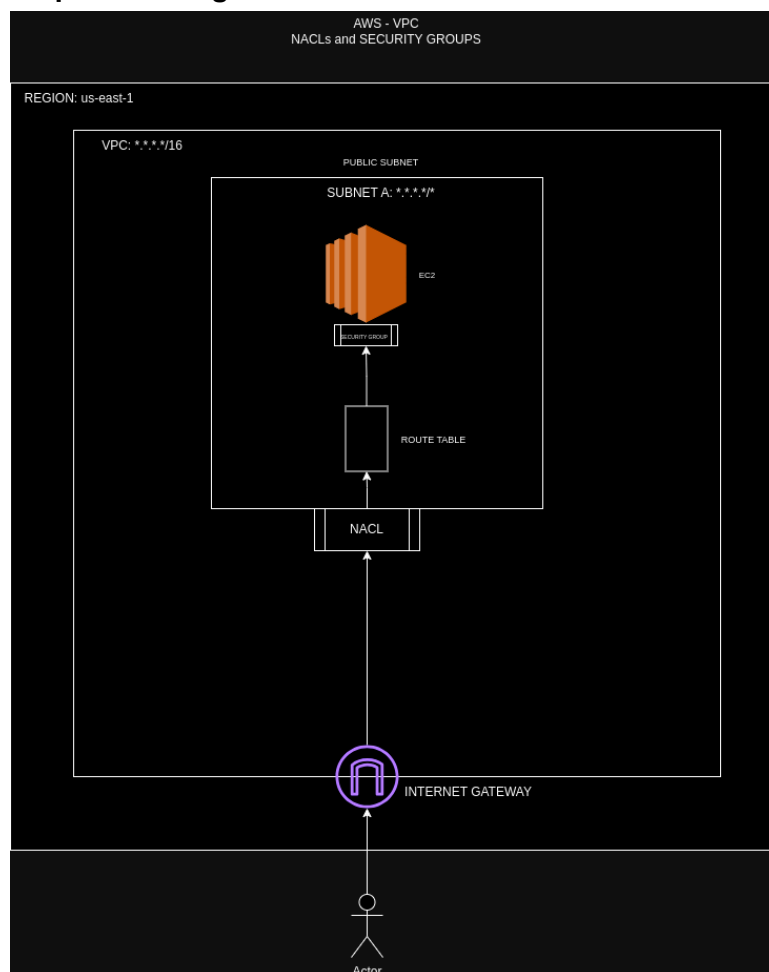 AWS - VPC
NACLs and SECURITY GROUPS
REGION: us-east-1
VPC: *.*.*.*/16
PUBLIC SUBNET
SUBNET A: *.*.*.*/*
EC2
SECURITY GROUP
ROUTE TABLE
NACL
INTERNET GATEWAY
Actor